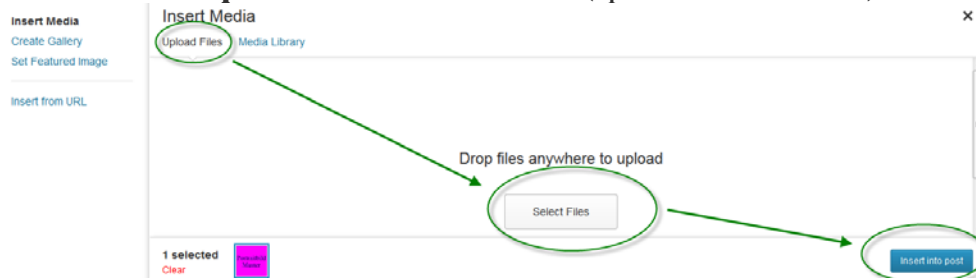 Insert Media
Create Gallery
Set Featured Image
Insert from URL
Insert Media
Upload Files Media Library
Drop files anywhere to upload
Select Files
1 selected
Clear
Insert into post